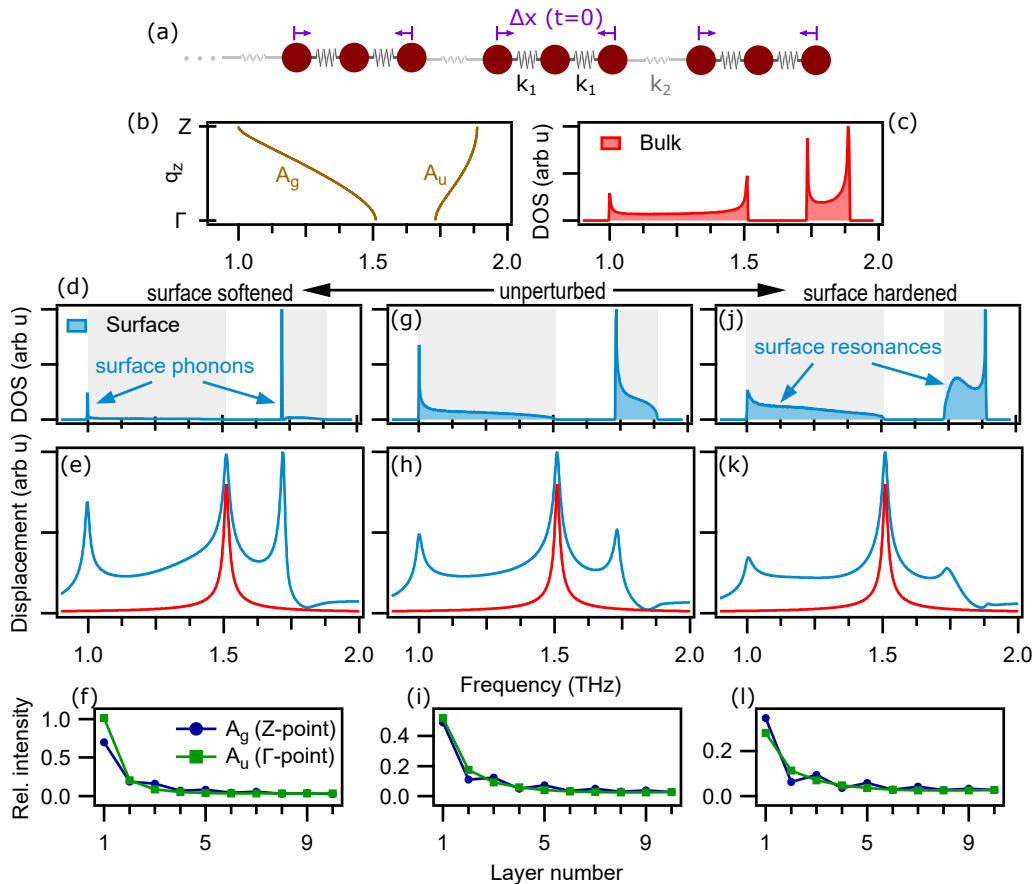 (a)
Δx (t=0)
k1 k1 k2
(b)
Z
qz
Γ
Ag
Au
1.0 1.5 2.0
(c)
DOS (arb u)
Bulk
1.0 1.5 2.0
surface softened unperturbed surface hardened
(d)
DOS (arb u)
Surface
surface phonons
(g)
(j)
surface resonances
(e)
Displacement (arb u)
(h)
(k)
1.0 1.5 2.0
1.0 1.5 2.0
1.0 1.5 2.0
Frequency (THz)
(f)
Rel. intensity
1.0
0.5
0.0
Ag (Z-point)
Au (Γ-point)
1 5 9
(i)
0.4
0.2
0.0
1 5 9
(l)
0.2
0.0
1 5 9
Layer number